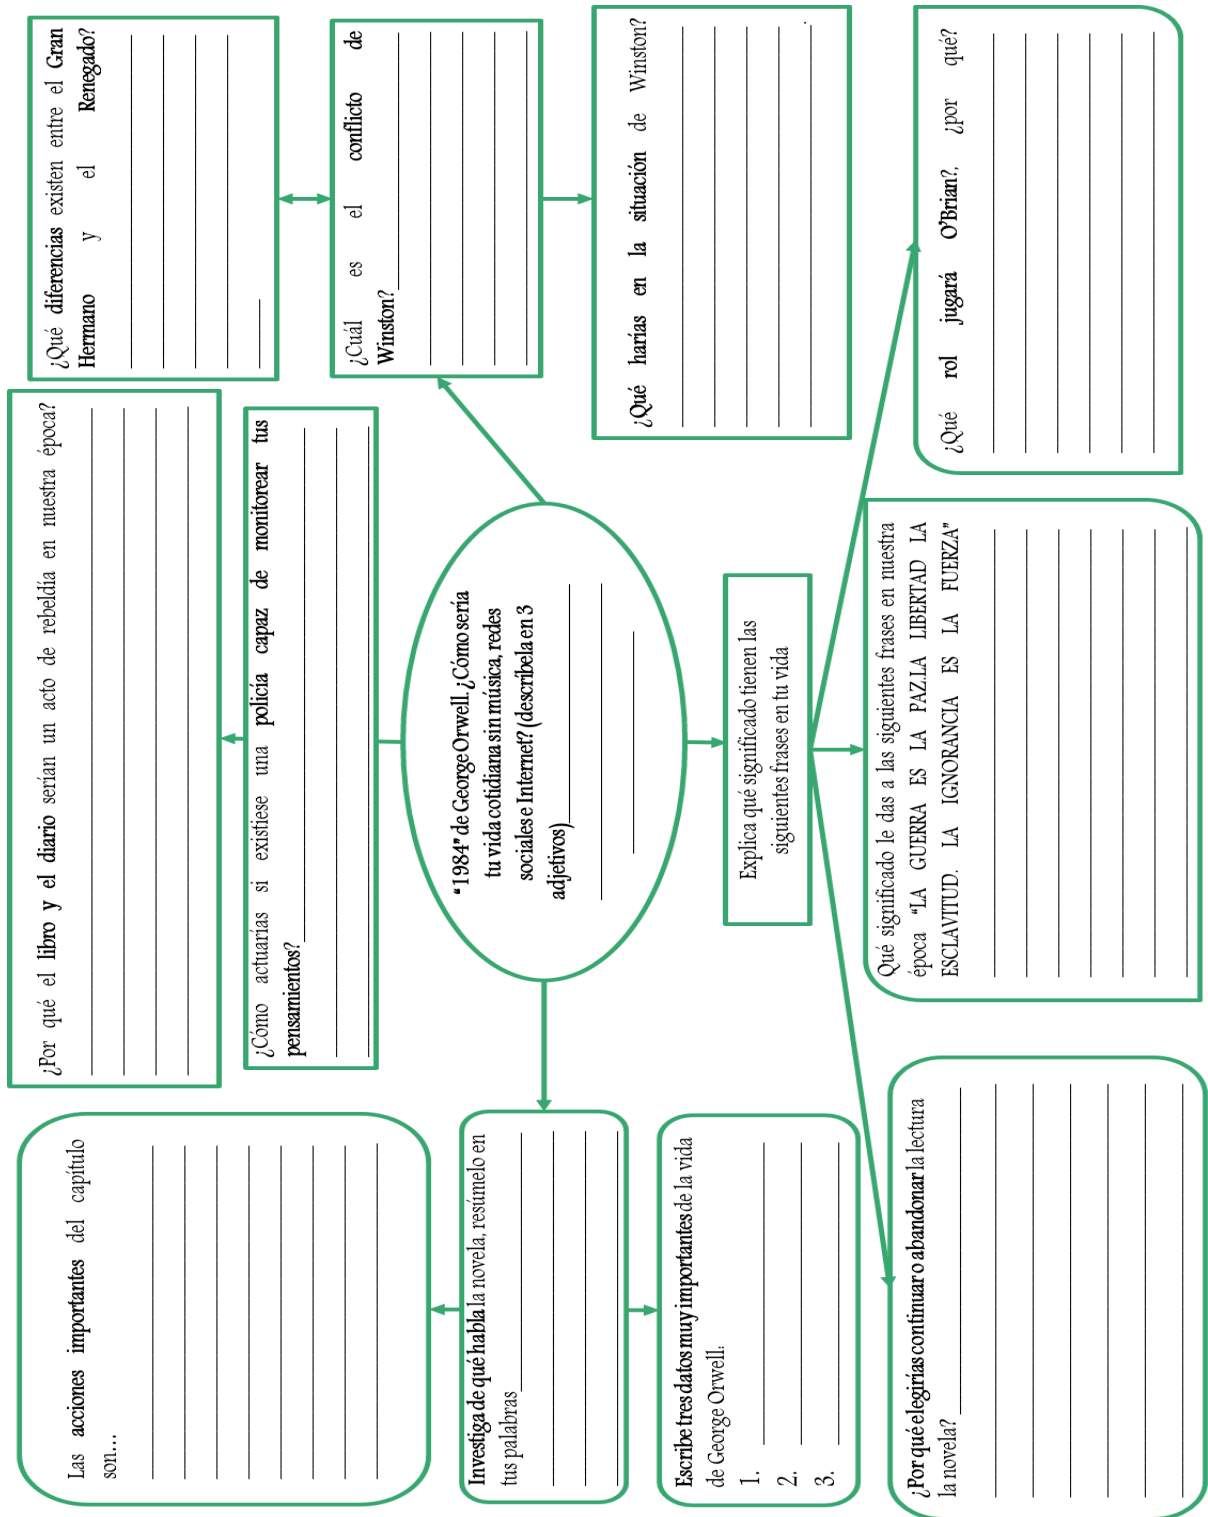 Las acciones importantes del capítulo
son...
¿Por qué el libro y el diario serían un acto de rebeldía en nuestra época?
¿Qué diferencias existen entre el Gran
Hermano y el Renegado?
¿Cómo actuarías si existiese una policía capaz de monitorear tus
pensamientos?
¿Cuál es el conflicto de
Winston?
Investiga de qué habla la novela, resúmelo en
tus palabras
"1984" de George Orwell. ¿Cómo sería
tu vida cotidiana sin música, redes
sociales e Internet? (descríbela en 3
adjetivos)
¿Qué harías en la situación de Winston?
Escribe tres datos muy importantes de la vida
de George Orwell:
1.
2.
3.
Explica qué significado tienen las
siguientes frases en tu vida
¿Por qué elegirías continuar o abandonar la lectura
la novela?
Qué significado le das a las siguientes frases en nuestra
época "LA GUERRA ES LA PAZ.LA LIBERTAD LA
ESCLAVITUD. LA IGNORANCIA ES LA FUERZA"
¿Qué rol jugará O'Brian?, ¿por qué?